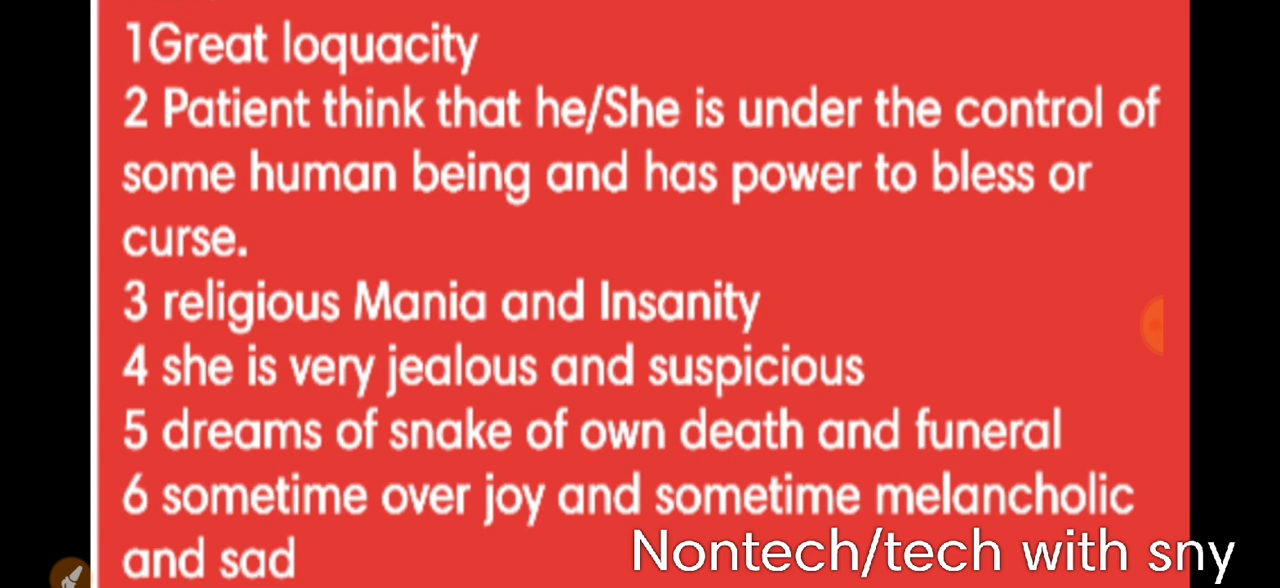 1Great loquacity
2 Patient think that he/She is under the control of
some human being and has power to bless or
curse.
3 religious Mania and Insanity
4 she is very jealous and suspicious
5 dreams of snake of own death and funeral
6 sometime over joy and sometime melancholic
and sad
Nontech/tech with sny